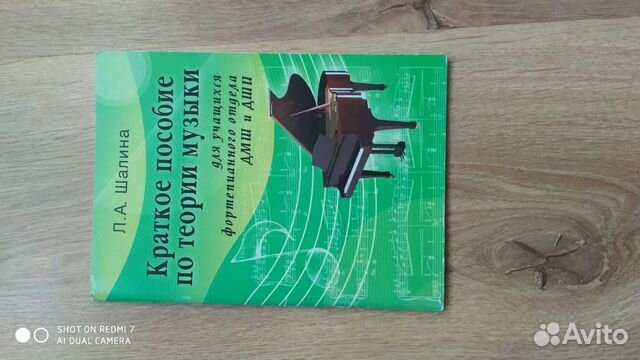 Л.А. Шалина
Краткое пособие
по теории музыки
для учащихся
фортепианного отдела
ДМШ и ДШИ
SHOT ON REDMI 7
AI DUAL CAMERA
Avito